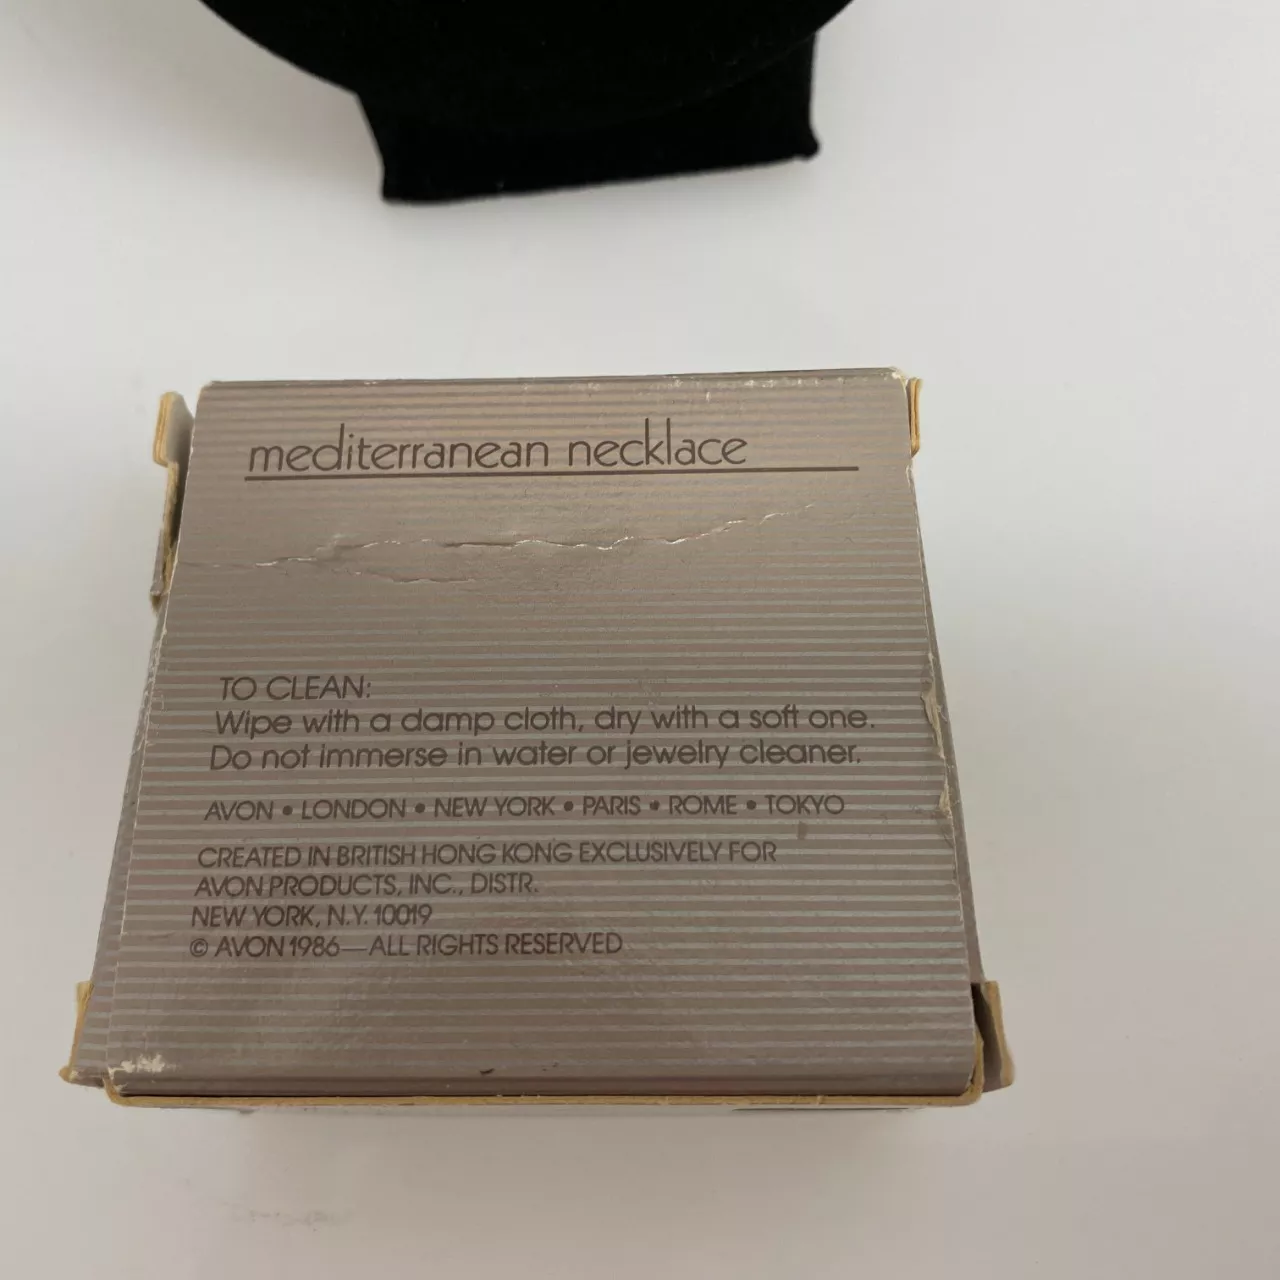 mediterranean necklace
TO CLEAN:
Wipe with a damp cloth, dry with a soft one.
Do not immerse in water or jewelry cleaner.
AVON • LONDON • NEW YORK • PARIS • ROME • TOKYO
CREATED IN BRITISH HONG KONG EXCLUSIVELY FOR
AVON PRODUCTS, INC., DISTR.
NEW YORK, N.Y. 10019
© AVON 1986—ALL RIGHTS RESERVED